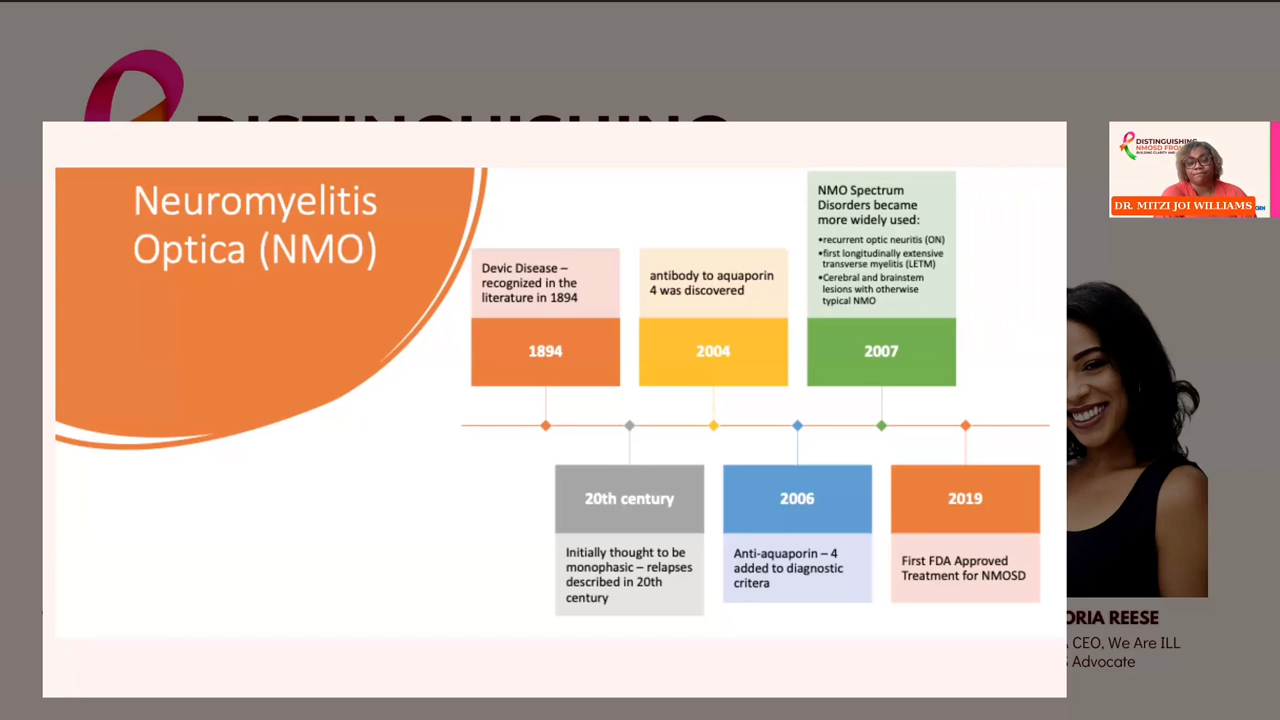 DISTINGUISHING
Neuromyelitis
Optica (NMO)
Devic Disease –
recognized in the
literature in 1894
1894
20th century
Initially thought to be
monophasic – relapses
described in 20th
century
antibody to aquaporin
4 was discovered
2004
2006
Anti-aquaporin – 4
added to diagnostic
critera
NMO Spectrum
Disorders became
more widely used:
•recurrent optic neuritis (ON)
•first longitudinally extensive
transverse myelitis (LETM)
•Cerebral and brainstem
lesions with otherwise
typical NMO
2007
2019
First FDA Approved
Treatment for NMOSD
DISTINGUISHING
NMOSD FROM
DR. MITZI JOI WILLIAMS
ORIA REESE
CEO, We Are ILL
Advocate